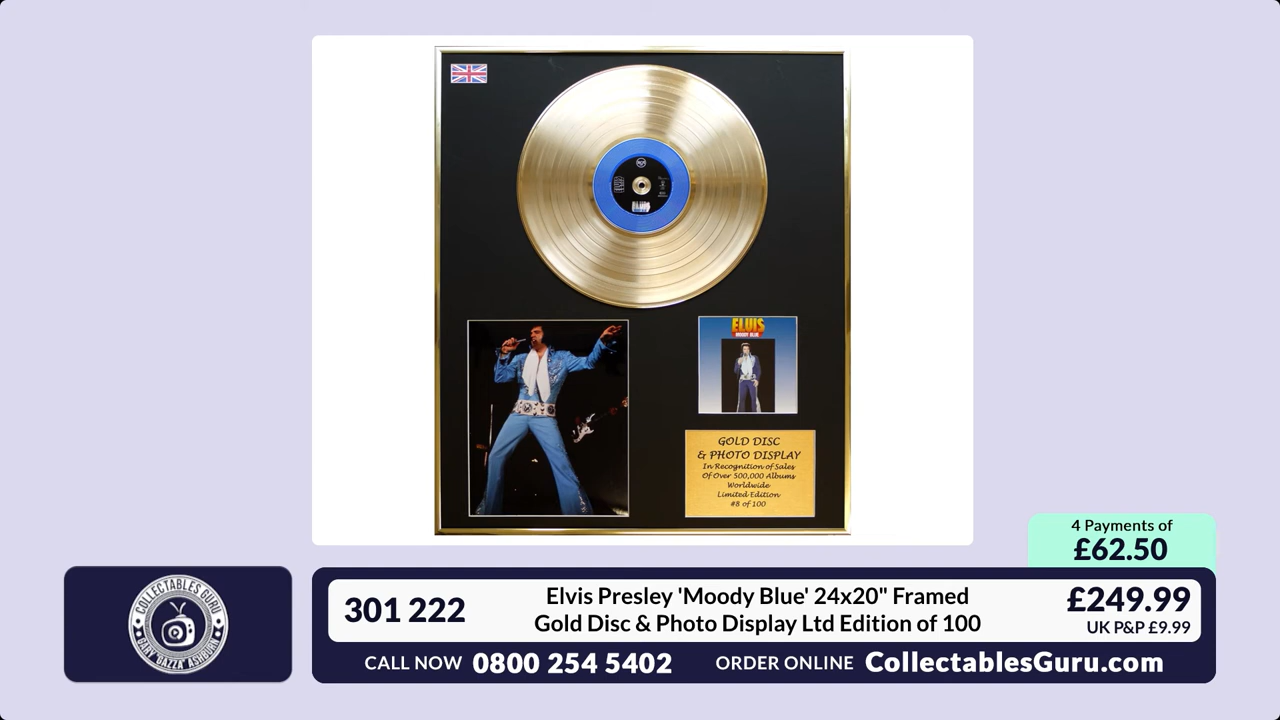 ELVIS
MOODY BLUE
GOLD DISC
& PHOTO DISPLAY
In Recognition of Sales
Of Over 500,000 Albums
Worldwide
Limited Edition
#8 of 100
4 Payments of
£62.50
COLLECTABLES GURU
GARY 'BAZZA' ASHBURN
301 222
Elvis Presley 'Moody Blue' 24x20" Framed
Gold Disc & Photo Display Ltd Edition of 100
£249.99
UK P&P £9.99
CALL NOW 0800 254 5402
ORDER ONLINE CollectablesGuru.com